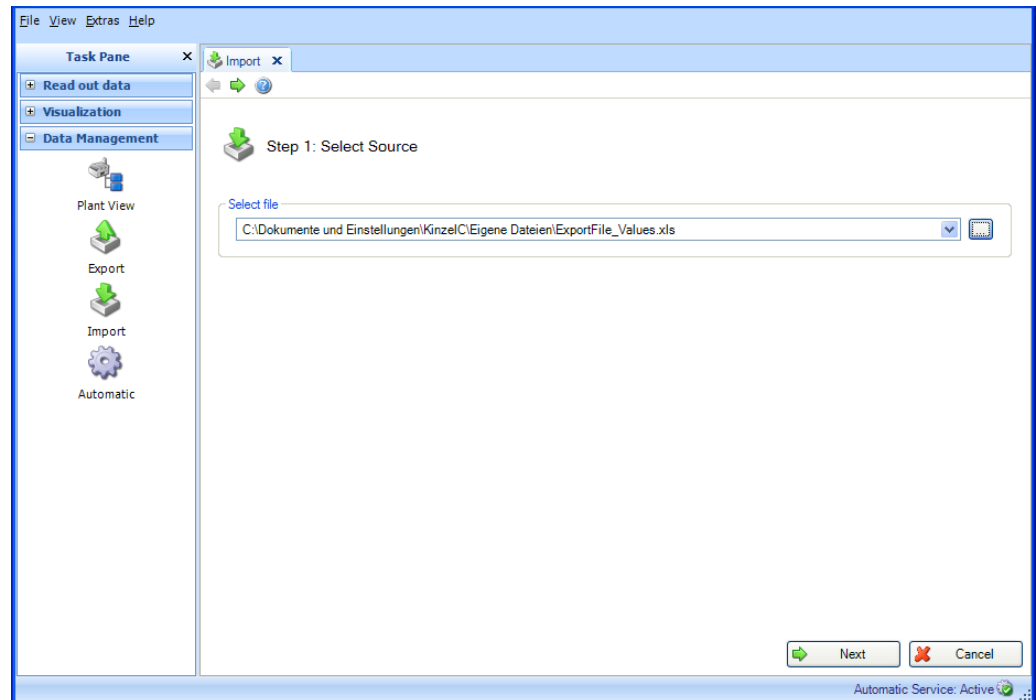 File View Extras Help
Task Pane
Import
Read out data
Visualization
Data Management
Plant View
Export
Import
Automatic
Step 1: Select Source
Select file
C:\Dokumente und Einstellungen\KinzelC\Eigene Dateien\ExportFile_Values.xls
...
Next
Cancel
Automatic Service: Active